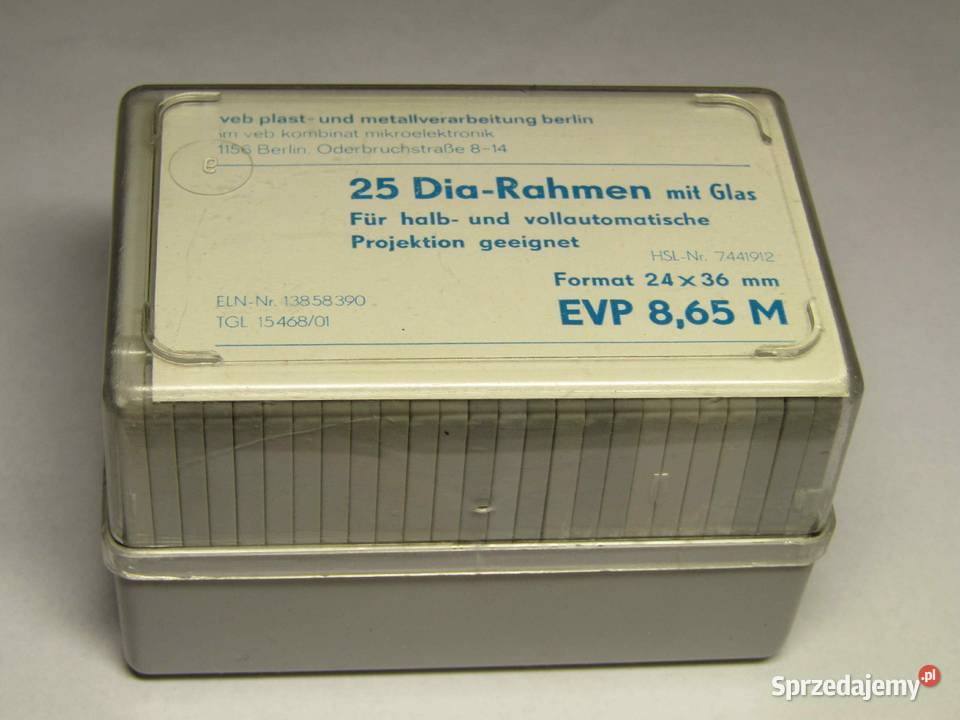 veb plast- und metallverarbeitung berlin
im veb kombinat mikroelektronik
1156 Berlin. Oderbruchstraße 8-14
25 Dia-Rahmen mit Glas
Für halb- und vollautomatische
Projektion geeignet
HSL-Nr. 7441912
Format 24 x 36 mm
ELN-Nr. 13858390
EVP 8,65 M
TGL 15468/01
Sprzedajemy.pl